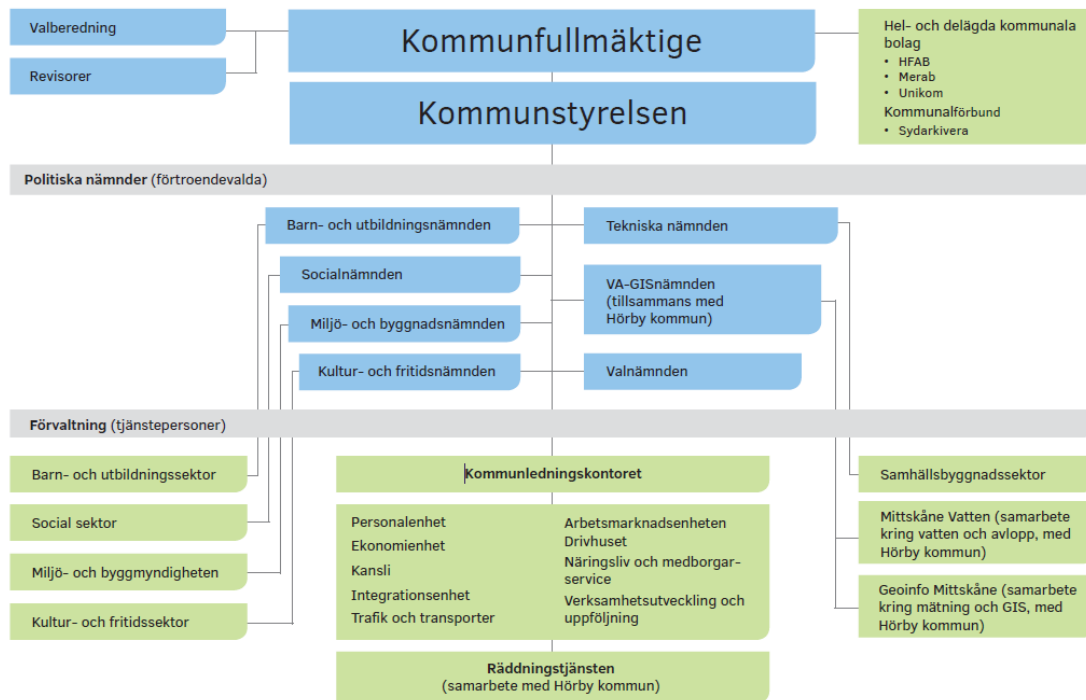 Valberedning
Revisorer
Kommunfullmäktige
Kommunstyrelsen
Hel- och delägda kommunala
bolag
• HFAB
• Merab
• Unikom
Kommunalförbund
• Sydarkivera
Politiska nämnder (förtroendevalda)
Barn- och utbildningsnämnden
Socialnämnden
Miljö- och byggnadsnämnden
Kultur- och fritidsnämnden
Tekniska nämnden
VA-GISnämnden
(tillsammans med
Hörby kommun)
Valnämnden
Förvaltning (tjänstepersoner)
Barn- och utbildningssektor
Social sektor
Miljö- och byggmyndigheten
Kultur- och fritidssektor
Kommunledningskontoret
Personalenhet
Ekonomienhet
Kansli
Integrationsenhet
Trafik och transporter
Arbetsmarknadsenheten
Drivhuset
Näringsliv och medborgar-
service
Verksamhetsutveckling och
uppföljning
Räddningstjänsten
(samarbete med Hörby kommun)
Samhällsbyggnadssektor
Mittskåne Vatten (samarbete
kring vatten och avlopp, med
Hörby kommun)
Geoinfo Mittskåne (samarbete
kring mätning och GIS, med
Hörby kommun)